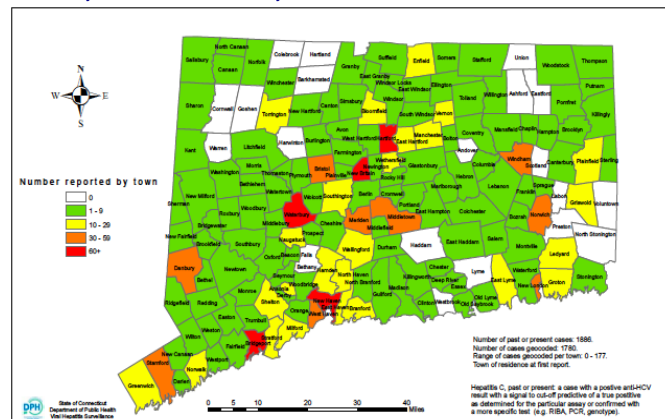 Colebrook
Hartland
North Canaan
Salisbury
Canaan
Norfolk
Suffield
Enfield
Somers
Stafford
Union
Woodstock
Thompson
Winchester
Barkhamsted
Granby
East Granby
Windsor Locks
East Windsor
Ellington
Putnam
Sharon
Cornwall
Goshen
Torrington
New Hartford
Canton
Simsbury
Bloomfield
Windsor
South Windsor
Vernon
Tolland
Willington
Ashford
Eastford
Pomfret
Killingly
Kent
Warren
Litchfield
Harwinton
Burlington
Avon
West Hartford
Hartford
East Hartford
Manchester
Bolton
Coventry
Mansfield
Chaplin
Hampton
Brooklyn
Farmington
Andover
Washington
Morris
Thomaston
Plymouth
Bristol
Plainville
New Britain
Newington
Wethersfield
Rocky Hill
Glastonbury
Hebron
Columbia
Windham
Scotland
Canterbury
Plainfield
Sterling
Number reported by town
0
1 - 9
10 - 29
30 - 59
60+
Sherman
New Milford
Bethlehem
Watertown
Wolcott
Southington
Berlin
Cromwell
Portland
Marlborough
Lebanon
Franklin
Sprague
Lisbon
Griswold
Voluntown
Roxbury
Woodbury
Waterbury
Middlebury
Cheshire
Meriden
Middletown
Middlefield
East Hampton
Colchester
Bozrah
Norwich
Preston
North Stonington
New Fairfield
Bridgewater
Brookfield
Southbury
Naugatuck
Prospect
Wallingford
Durham
Haddam
East Haddam
Salem
Montville
Ledyard
Danbury
Bethel
Newtown
Oxford
Beacon Falls
Bethany
Hamden
North Haven
Seymour
Woodbridge
Ansonia
Derby
Ridgefield
Redding
Monroe
Shelton
Orange
New Haven
West Haven
East Haven
North Branford
Branford
Guilford
Madison
Killingworth
Clinton
Chester
Deep River
Essex
Westbrook
Old Saybrook
Lyme
Old Lyme
East Lyme
Waterford
New London
Groton
Stonington
Easton
Trumbull
Weston
Wilton
Milford
Stratford
Bridgeport
Fairfield
Westport
New Canaan
Norwalk
Darien
Stamford
Greenwich
Number of past or present cases: 1886.
Number of cases geocoded: 1780.
Range of cases geocoded per town: 0 - 177.
Town of residence at first report.
Hepatitis C, past or present: a case with a postive anti-HCV
result with a signal to cut-off predictive of a true positive
as determined for the particular assay or confirmed with
a more specific test (e.g. RIBA, PCR, genotype).
DPH
State of Connecticut
Department of Public Health
Viral Hepatitis Surveillance
0
5
10
20
30
40
Miles
N
W
E
S